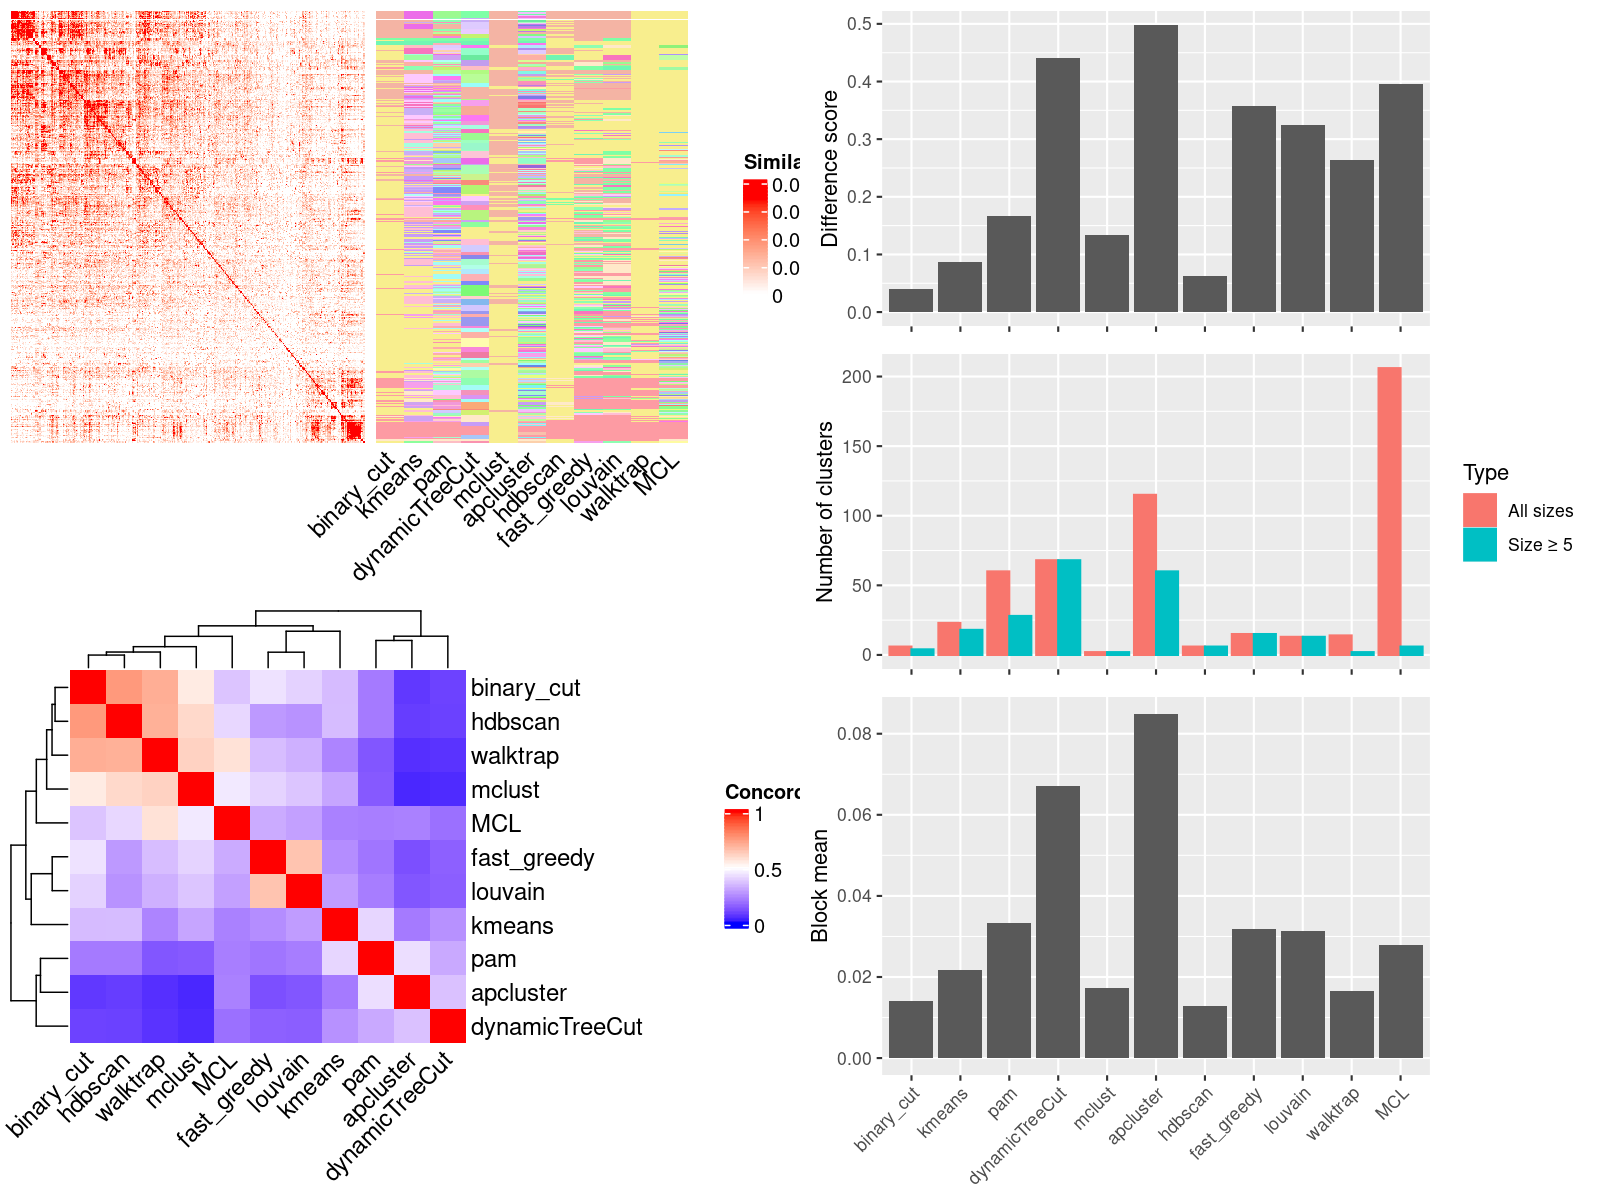 Simila
0.0
0.0
0.0
0.0
0
binary_cut
kmeans
pam
dynamicTreeCut
mclust
apcluster
hdbscan
fast_greedy
louvain
walktrap
MCL
binary_cut
hdbscan
walktrap
mclust
MCL
fast_greedy
louvain
kmeans
pam
apcluster
dynamicTreeCut
binary_cut
hdbscan
walktrap
mclust
MCL
fast_greedy
louvain
kmeans
pam
apcluster
dynamicTreeCut
Concord
1
0.5
0
Difference score
0.5
0.4
0.3
0.2
0.1
0.0
Number of clusters
200
150
100
50
0
Type
All sizes
Size ≥ 5
Block mean
0.08
0.06
0.04
0.02
0.00
binary_cut
kmeans
pam
dynamicTreeCut
mclust
apcluster
hdbscan
fast_greedy
louvain
walktrap
MCL